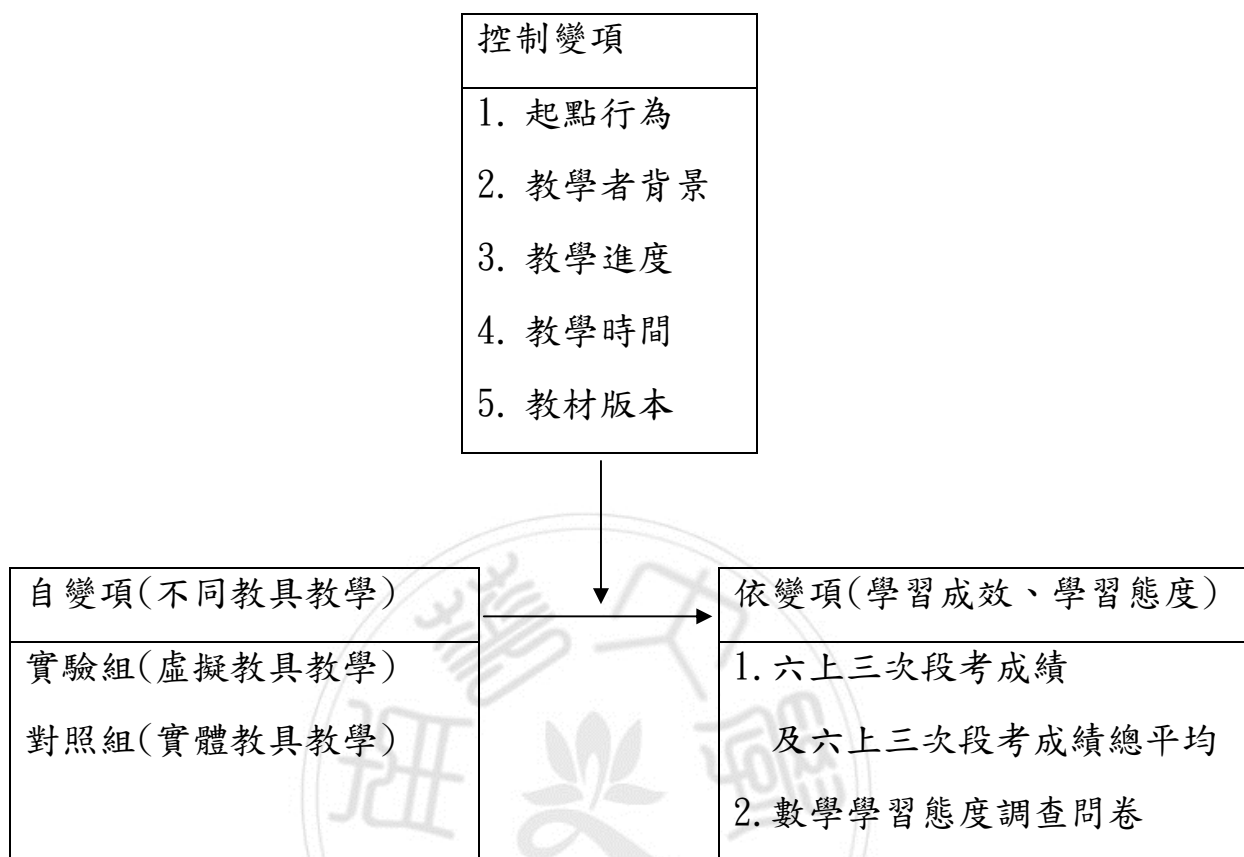 控制變項
1. 起點行為
2. 教學者背景
3. 教學進度
4. 教學時間
5. 教材版本
自變項(不同教具教學)
實驗組(虛擬教具教學)
對照組(實體教具教學)
依變項(學習成效、學習態度)
1.六上三次段考成績
及六上三次段考成績總平均
2.數學學習態度調查問卷